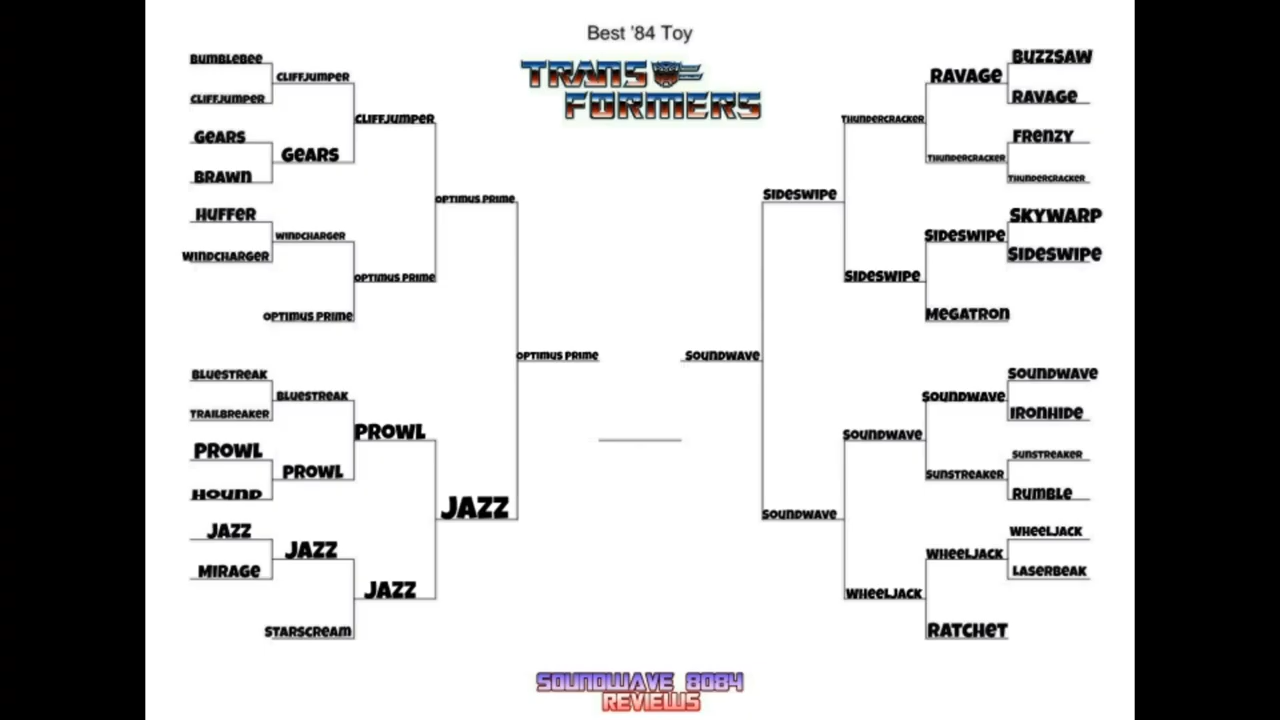 Best '84 Toy
TRANSFORMERS
BUMBLEBEE
CLIFFJUMPER
CLIFFJUMPER
GEARS
GEARS
BRAWN
CLIFFJUMPER
HUFFER
WINDCHARGER
WINDCHARGER
OPTIMUS PRIME
OPTIMUS PRIME
OPTIMUS PRIME
BLUESTREAK
BLUESTREAK
TRAILBREAKER
PROWL
PROWL
PROWL
HOUND
JAZZ
JAZZ
MIRAGE
JAZZ
STARSCREAM
JAZZ
OPTIMUS PRIME
SOUNDWAVE
BUZZSAW
RAVAGE
RAVAGE
THUNDERCRACKER
FRENZY
THUNDERCRACKER
THUNDERCRACKER
SIDESWIPE
SKYWARP
SIDESWIPE
SIDESWIPE
SIDESWIPE
MEGATRON
SOUNDWAVE
SOUNDWAVE
IRONHIDE
SOUNDWAVE
SUNSTREAKER
SUNSTREAKER
RUMBLE
SOUNDWAVE
WHEELJACK
WHEELJACK
LASERBEAK
WHEELJACK
RATCHET
SOUNDWAVE 8084
REVIEWS